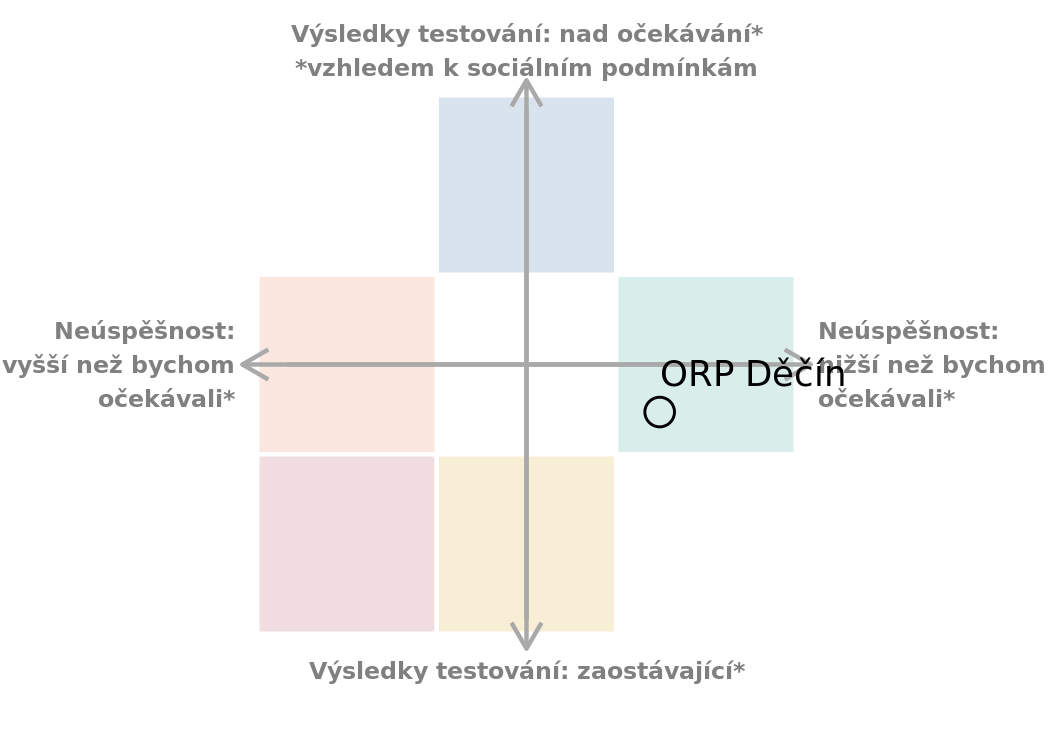 Výsledky testování: nad očekávání*
*vzhledem k sociálním podmínkám
Neúspěšnost:
vyšší než bychom
očekávali*
Neúspěšnost:
nižší než bychom
očekávali*
ORP Děčín
Výsledky testování: zaostávající*